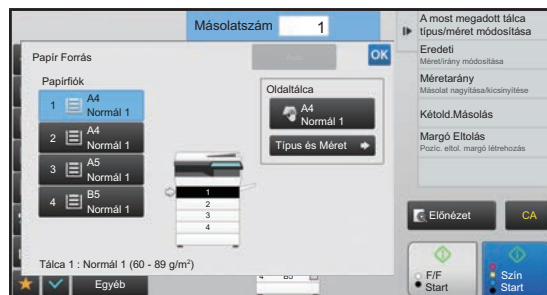 Másolatszám 1
Papír Forrás
Auto
OK
Papírfiók
1 A4
Normál 1
2 A4
Normál 1
3 A5
Normál 1
4 B5
Normál 1
Oldaltálca
A4
Normál 1
Típus és Méret
1
2
3
4
Tálca 1 : Normál 1 (60 - 89 g/m²)
Egyéb
4 B5
A most megadott tálca
típus/méret módosítása
Eredeti
Méret/irány módosítása
Méretarány
Másolat nagyítása/kicsinyítése
Kétold.Másolás
Margó Eltolás
Pozíc. eltol. margó létrehozás
Előnézet
CA
F/F
Start
Szín
Start